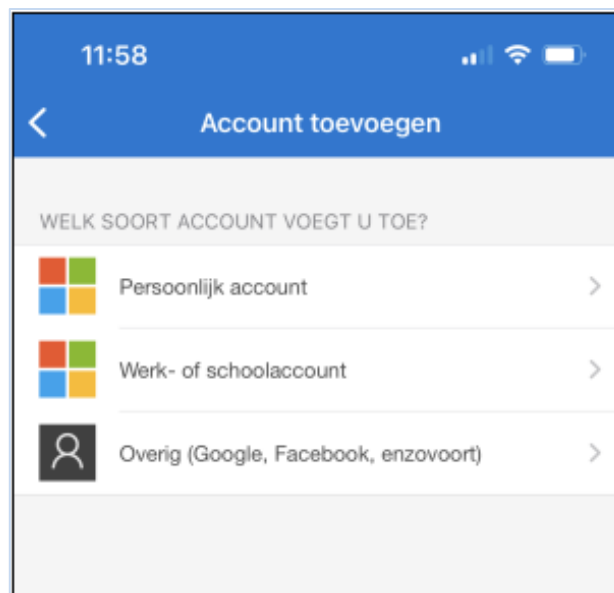 11:58
Account toevoegen
WELK SOORT ACCOUNT VOEGT U TOE?
Persoonlijk account
Werk- of schoolaccount
Overig (Google, Facebook, enzovoort)